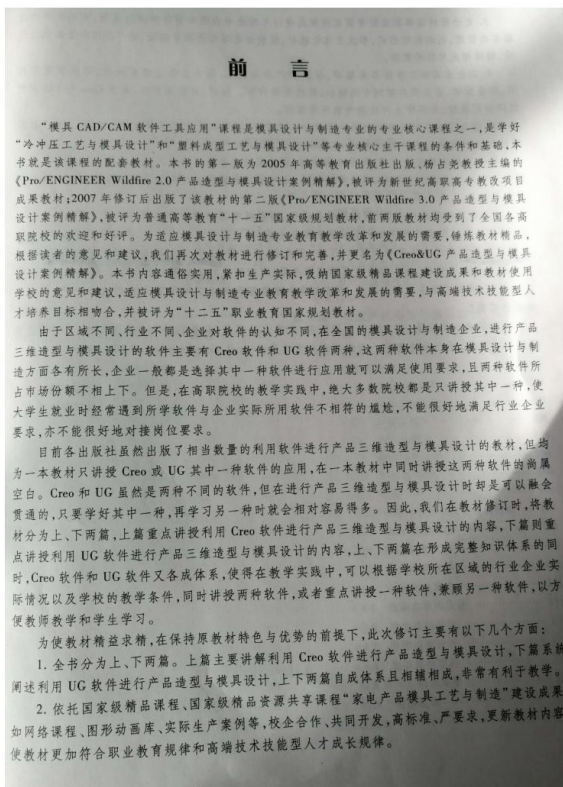 前言
“模具 CAD/CAM 软件工具应用”课程是模具设计与制造专业的专业核心课程之一,是学好
“冷冲压工艺与模具设计”和“塑料成型工艺与模具设计”等专业核心主干课程的条件和基础,本
书就是该课程的配套教材。本书的第一版为 2005 年高等教育出版社出版、杨占尧教授主编的
《Pro/ENGINEER Wildfire 2.0 产品造型与模具设计案例精解》,被评为新世纪高职高专教改项目
成果教材;2007 年修订后出版了该教材的第二版《Pro/ENGINEER Wildfire 3.0 产品造型与模具
设计案例精解》,被评为普通高等教育“十一五”国家级规划教材,前两版教材均受到了全国各高
职院校的欢迎和好评。为适应模具设计与制造专业教育教学改革和发展的需要,锤炼教材精品,
根据读者的意见和建议,我们再次对教材进行修订和完善,并更名为《Creo&UG 产品造型与模具
设计案例精解》。本书内容通俗实用,紧扣生产实际,吸纳国家级精品课程建设成果和教材使用
学校的意见和建议,适应模具设计与制造专业教育教学改革和发展的需要,与高端技术技能型人
才培养目标相吻合,并被评为“十二五”职业教育国家规划教材。
由于区域不同、行业不同、企业对软件的认知不同,在全国的模具设计与制造企业,进行产品
三维造型与模具设计的软件主要有 Creo 软件和 UG 软件两种,这两种软件本身在模具设计与制
造方面各有所长,企业一般都是选择其中一种软件进行应用就可以满足使用要求,且两种软件所
占市场份额不相上下。但是,在高职院校的教学实践中,绝大多数院校都是只讲授其中一种,使
大学生就业时经常遇到所学软件与企业实际所用软件不相符的尴尬,不能很好地满足行业企业
要求,亦不能很好地对接岗位要求。
目前各出版社虽然出版了相当数量的利用软件进行产品三维造型与模具设计的教材,但均
为一本教材只讲授 Creo 或 UG 其中一种软件的应用,在一本教材中同时讲授这两种软件的尚属
空白。Creo 和 UG 虽然是两种不同的软件,但在进行产品三维造型与模具设计时却是可以融会
贯通的,只要学好其中一种,再学习另一种时就会相对容易得多。因此,我们在教材修订时,将教
材分为上、下两篇,上篇重点讲授利用 Creo 软件进行产品三维造型与模具设计的内容,下篇则重
点讲授利用 UG 软件进行产品三维造型与模具设计的内容,上、下两篇在形成完整知识体系的同
时,Creo 软件和 UG 软件又各成体系,使得在教学实践中,可以根据学校所在区域的行业企业实
际情况以及学校的教学条件,同时讲授两种软件,或者重点讲授一种软件,兼顾另一种软件,以方
便教师教学和学生学习。
为使教材精益求精,在保持原教材特色与优势的前提下,此次修订主要有以下几个方面:
1. 全书分为上、下两篇。上篇主要讲解利用 Creo 软件进行产品造型与模具设计,下篇系统
阐述利用 UG 软件进行产品造型与模具设计,上下两篇自成体系且相辅相成,非常有利于教学。
2. 依托国家级精品课程、国家级精品资源共享课程“家电产品模具工艺与制造”建设成果
如网络课程、图形动画库、实际生产案例等,校企合作、共同开发,高标准、严要求,更新教材内容
使教材更加符合职业教育规律和高端技术技能型人才成长规律。